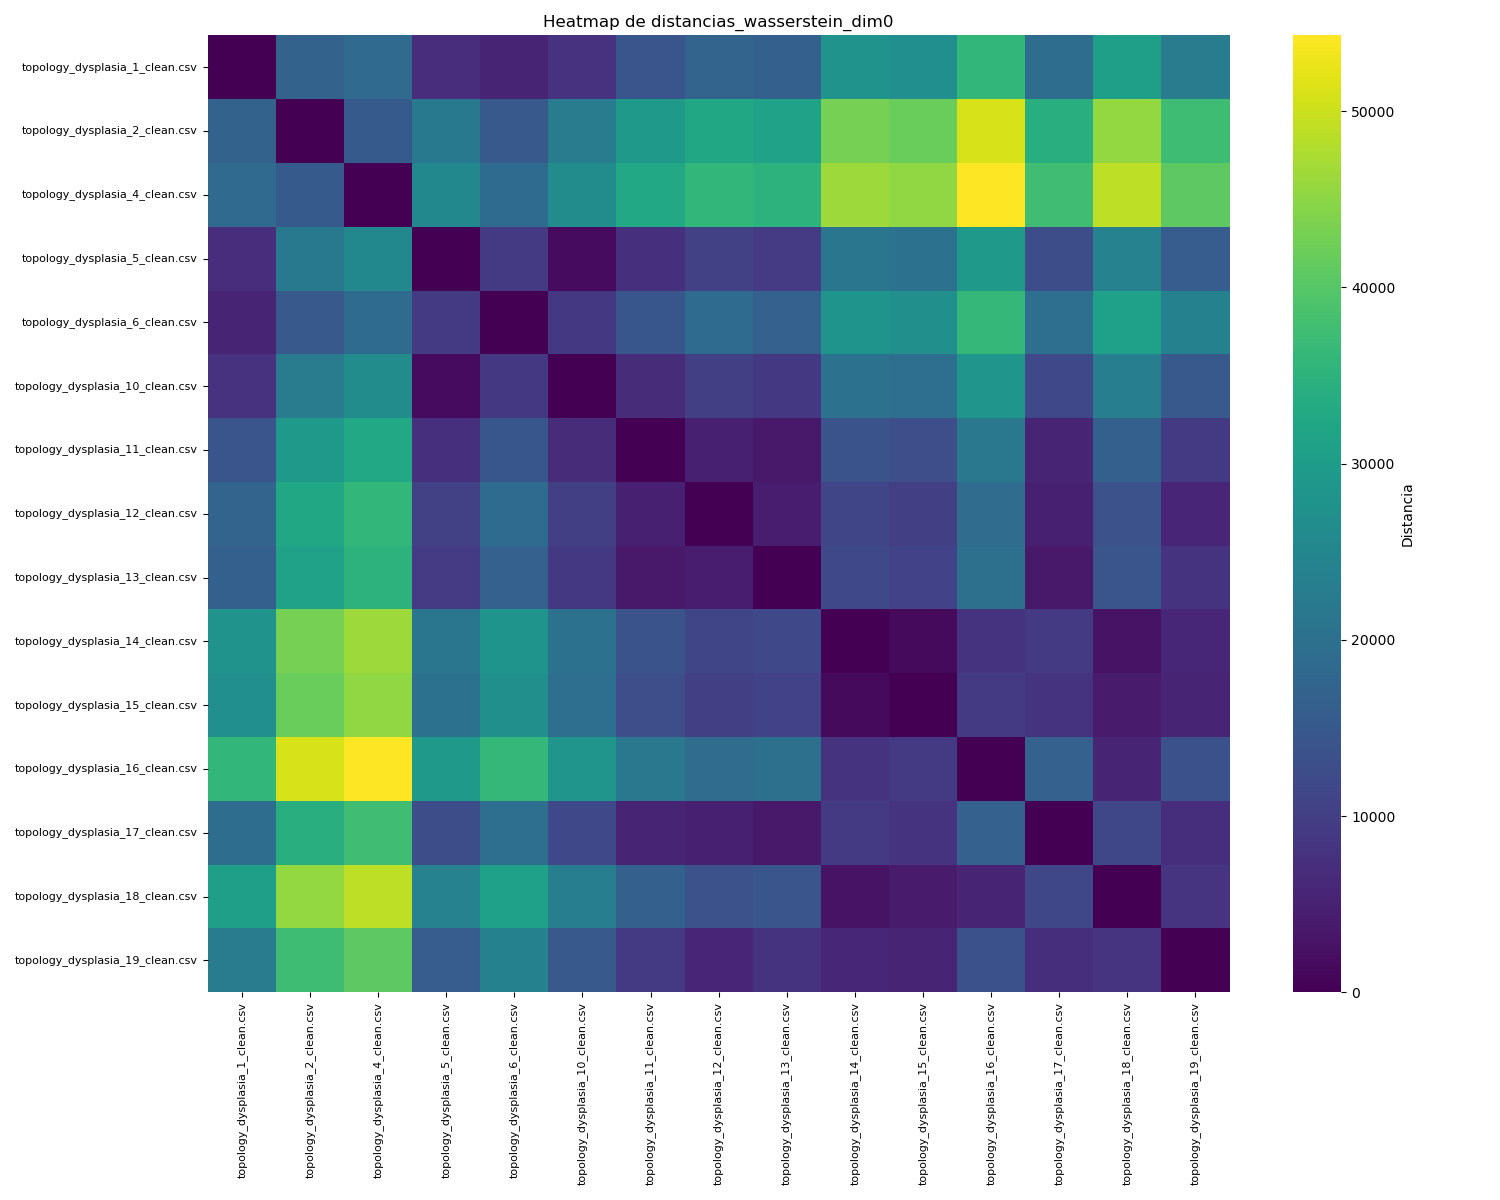 Heatmap de distancias_wasserstein_dim0
topology_dysplasia_1_clean.csv
topology_dysplasia_2_clean.csv
topology_dysplasia_4_clean.csv
topology_dysplasia_5_clean.csv
topology_dysplasia_6_clean.csv
topology_dysplasia_10_clean.csv
topology_dysplasia_11_clean.csv
topology_dysplasia_12_clean.csv
topology_dysplasia_13_clean.csv
topology_dysplasia_14_clean.csv
topology_dysplasia_15_clean.csv
topology_dysplasia_16_clean.csv
topology_dysplasia_17_clean.csv
topology_dysplasia_18_clean.csv
topology_dysplasia_19_clean.csv
topology_dysplasia_1_clean.csv
topology_dysplasia_2_clean.csv
topology_dysplasia_4_clean.csv
topology_dysplasia_5_clean.csv
topology_dysplasia_6_clean.csv
topology_dysplasia_10_clean.csv
topology_dysplasia_11_clean.csv
topology_dysplasia_12_clean.csv
topology_dysplasia_13_clean.csv
topology_dysplasia_14_clean.csv
topology_dysplasia_15_clean.csv
topology_dysplasia_16_clean.csv
topology_dysplasia_17_clean.csv
topology_dysplasia_18_clean.csv
topology_dysplasia_19_clean.csv
50000
40000
30000
20000
10000
0
Distancia